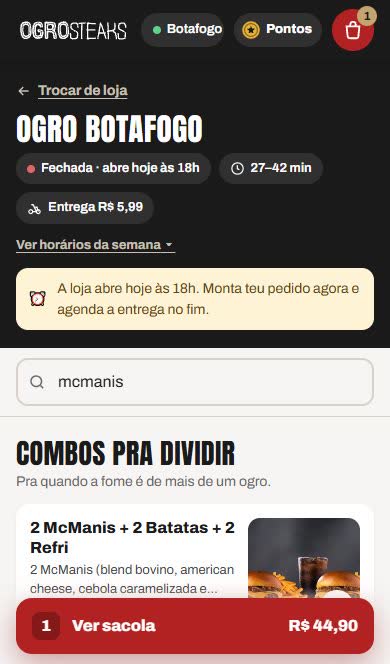 OGROSTEAKS
Botafogo
Pontos
1
← Trocar de loja
OGRO BOTAFOGO
Fechada · abre hoje às 18h
27–42 min
Entrega R$ 5,99
Ver horários da semana
A loja abre hoje às 18h. Monta teu pedido agora e
agenda a entrega no fim.
mcmanis
COMBOS PRA DIVIDIR
Pra quando a fome é de mais de um ogro.
2 McManis + 2 Batatas + 2
Refri
2 McManis (blend bovino, american
cheese, cebola caramelizada e...
1 Ver sacola R$ 44,90